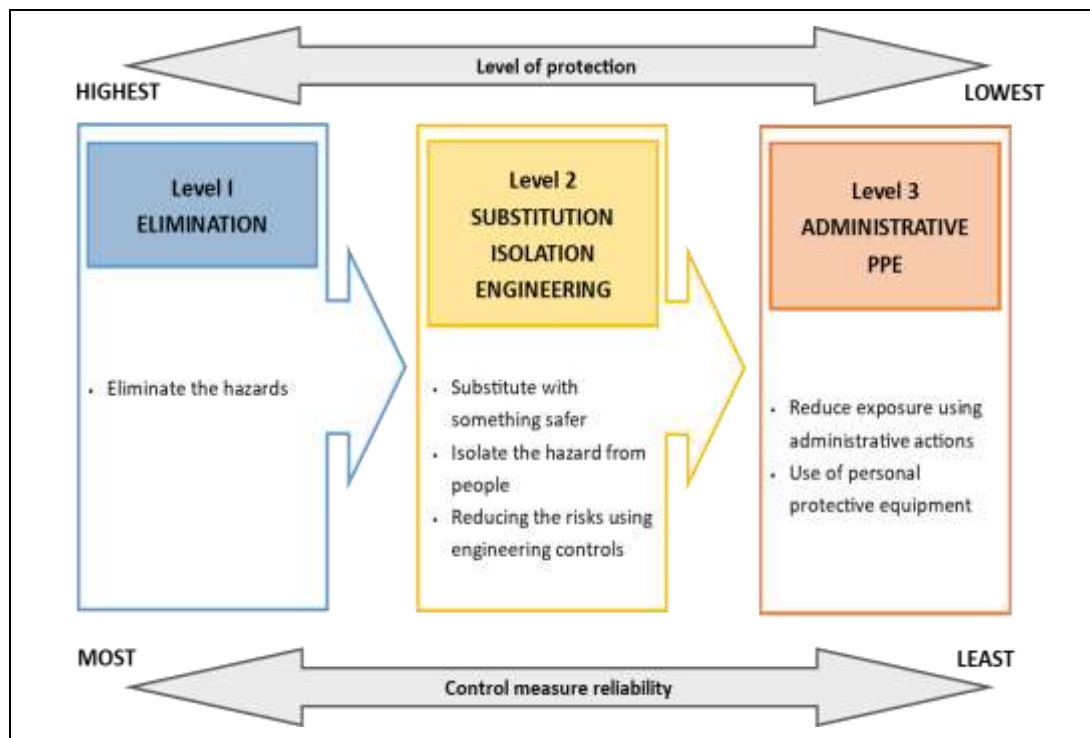 Level of protection
HIGHEST
LOWEST
Level I
ELIMINATION
• Eliminate the hazards
Level 2
SUBSTITUTION
ISOLATION
ENGINEERING
• Substitute with
something safer
• Isolate the hazard from
people
• Reducing the risks using
engineering controls
Level 3
ADMINISTRATIVE
PPE
• Reduce exposure using
administrative actions
• Use of personal
protective equipment
MOST
LEAST
Control measure reliability